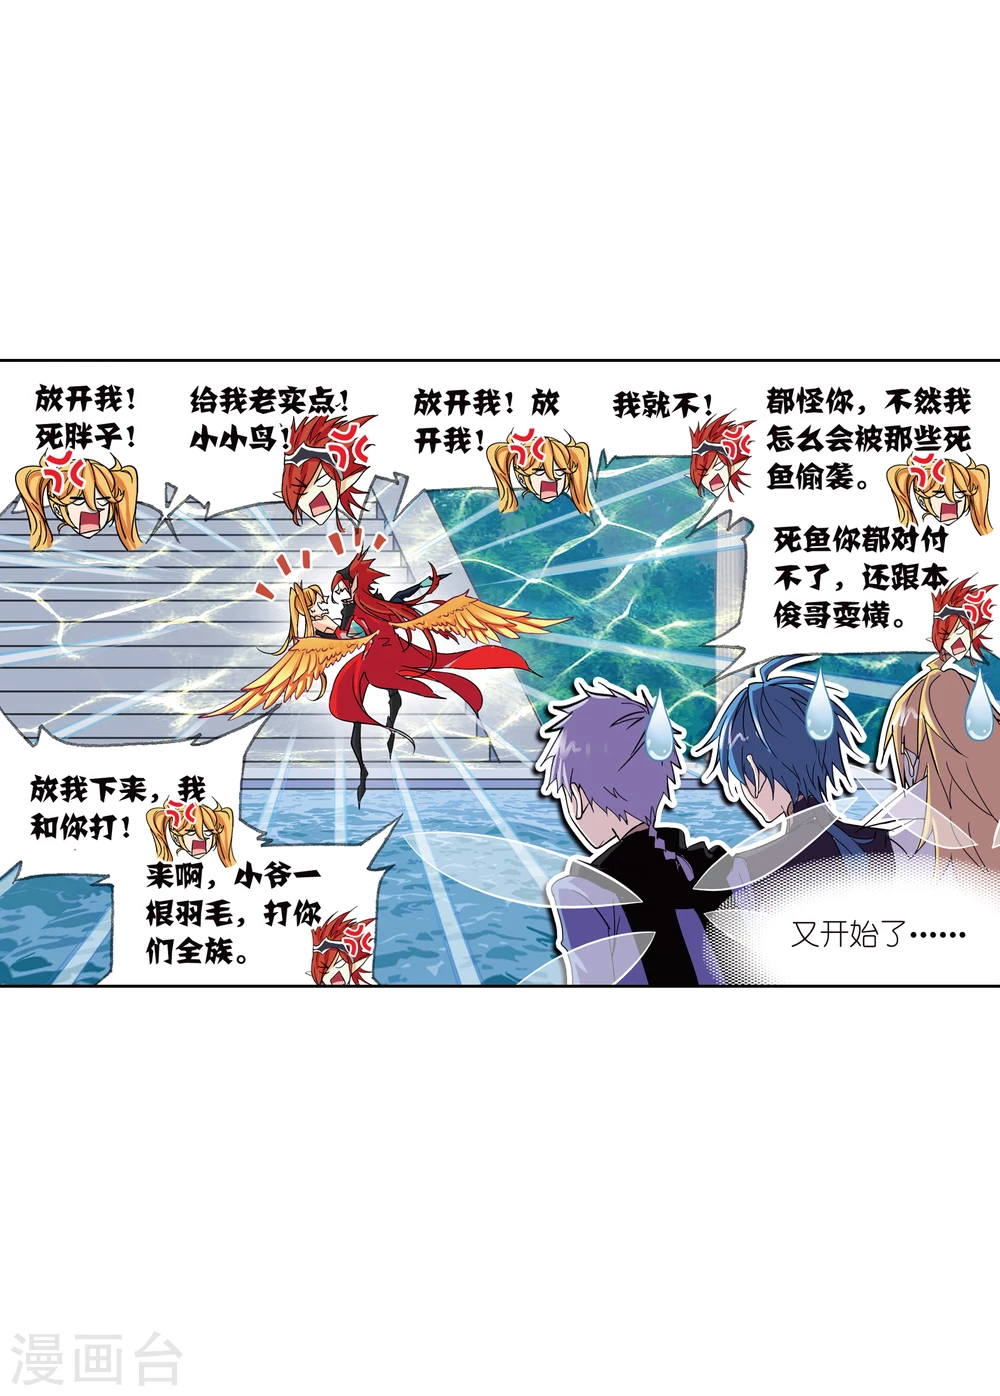 放开我！
死胖子！
给我老实点！
小小鸟！
放开我！放
开我！
我就不！
都怪你，不然我
怎么会被那些死
鱼偷袭。
死鱼你都对付
不了，还跟本
俊哥耍横。
放我下来，我
和你打！
来啊，小谷一
根羽毛，打你
们全族。
又开始了……
漫画台